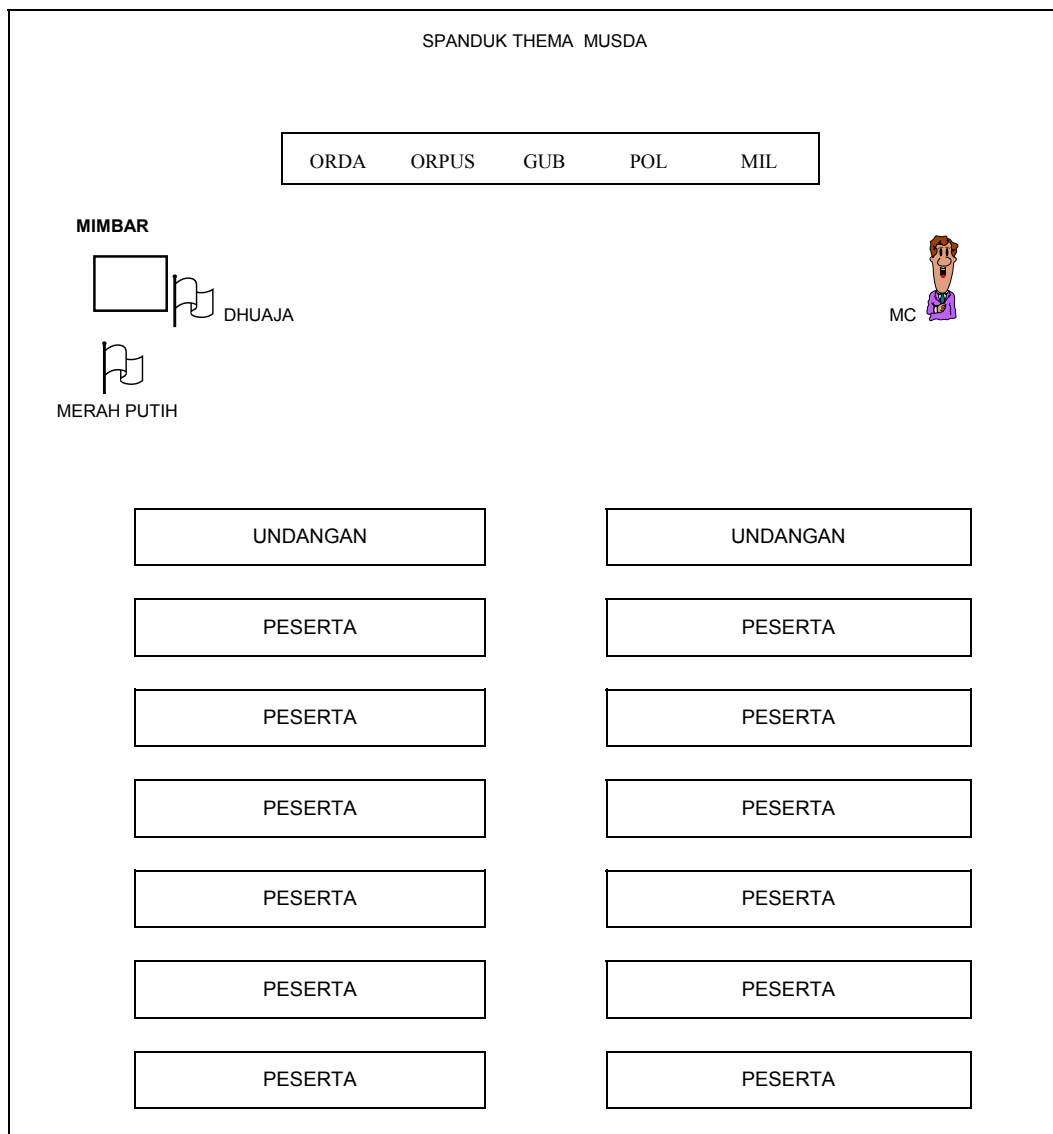 SPANDUK THEMA MUSDA
ORDA ORPUS GUB POL MIL
MIMBAR
DHUAJA
MC
MERAH PUTIH
UNDANGAN UNDANGAN
PESERTA PESERTA
PESERTA PESERTA
PESERTA PESERTA
PESERTA PESERTA
PESERTA PESERTA
PESERTA PESERTA